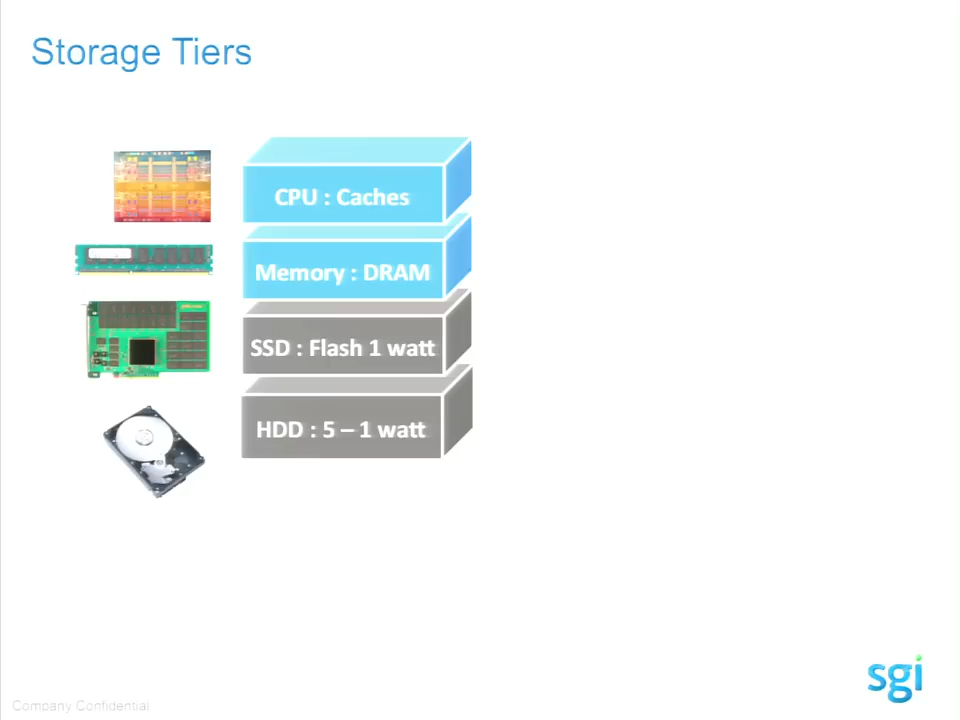 Storage Tiers
CPU : Caches
Memory : DRAM
SSD : Flash 1 watt
HDD : 5 – 1 watt
sgi
Company Confidential